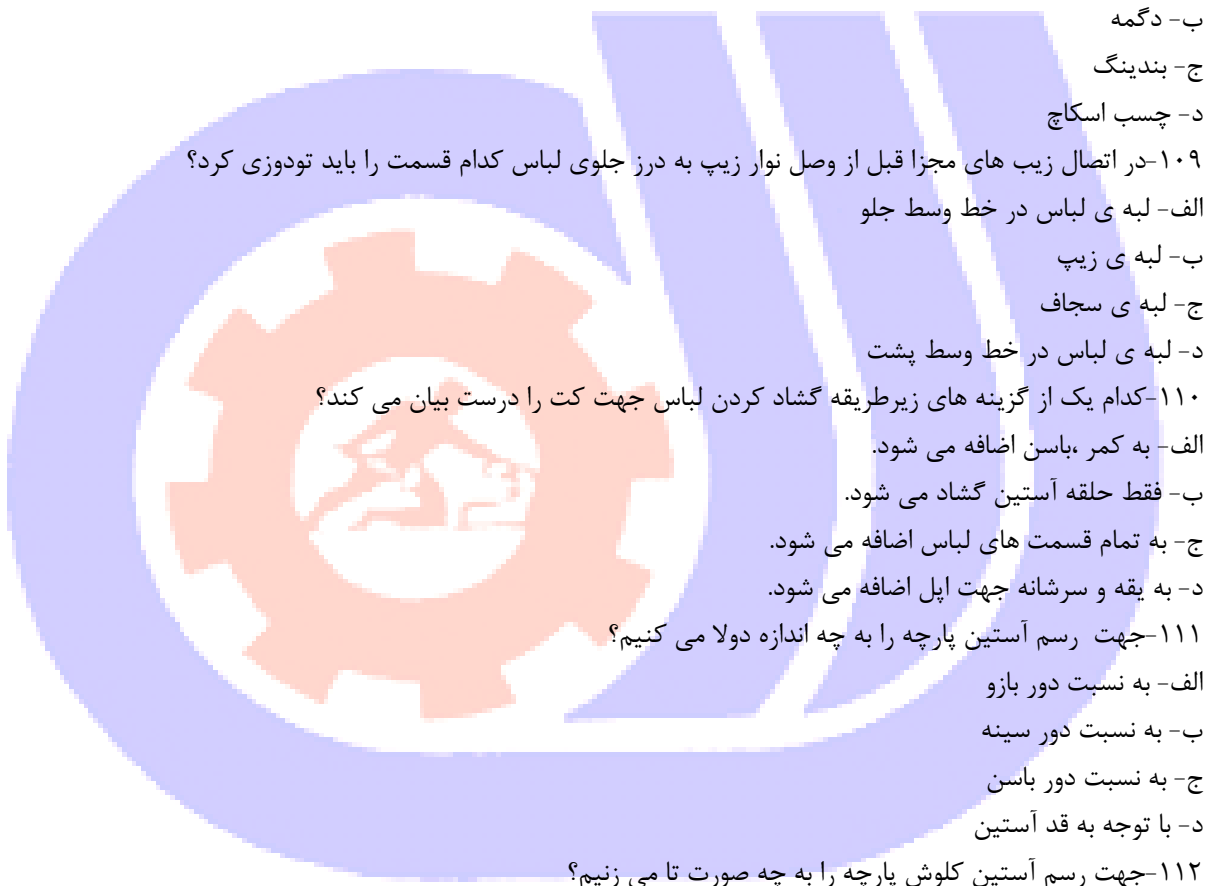 ب- دگمه
ج- بندینگ
د- چسب اسکاچ
۱۰۹-در اتصال زیب های مجزا قبل از وصل نوار زیپ به درز جلوی لباس کدام قسمت را باید تودوزی کرد؟
الف- لبه ی لباس در خط وسط جلو
ب- لبه ی زیپ
ج- لبه ی سجاف
د- لبه ی لباس در خط وسط پشت
۱۱۰-کدام یک از گزینه های زیرطریقه گشاد کردن لباس جهت کت را درست بیان می کند؟
الف- به کمر ،باسن اضافه می شود.
ب- فقط حلقه آستین گشاد می شود.
ج- به تمام قسمت های لباس اضافه می شود.
د- به یقه و سرشانه جهت اپل اضافه می شود.
۱۱۱-جهت رسم آستین پارچه را به چه اندازه دولا می کنیم؟
الف- به نسبت دور بازو
ب- به نسبت دور سینه
ج- به نسبت دور باسن
د- با توجه به قد آستین
۱۱۲-جهت رسم آستین کلوش پارچه را به چه صورت تا می زنیم؟